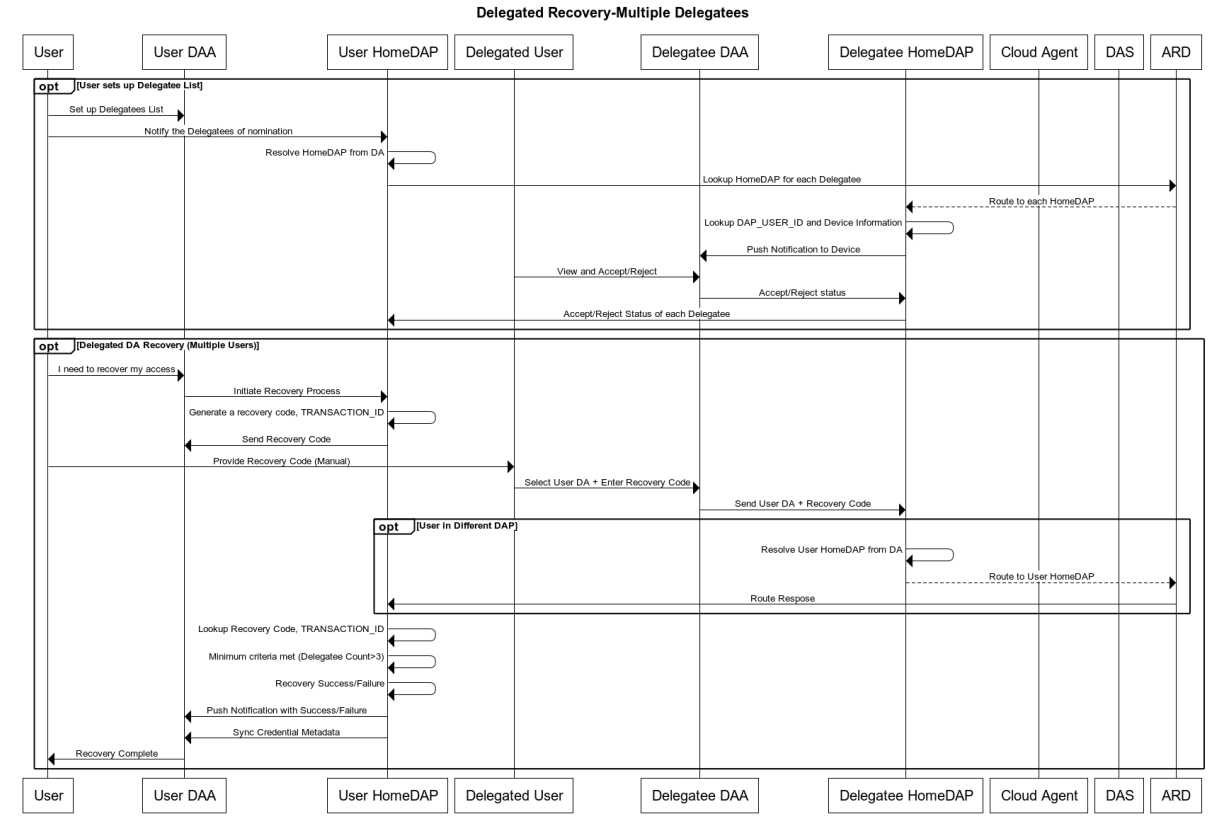 Delegated Recovery-Multiple Delegatees
User
User DAA
User HomeDAP
Delegated User
Delegatee DAA
Delegatee HomeDAP
Cloud Agent
DAS
ARD
opt
[User sets up Delegatee List]
Set up Delegatees List
Notify the Delegatees of nomination
Resolve HomeDAP from DA
Lookup HomeDAP for each Delegatee
Route to each HomeDAP
Lookup DAP_USER_ID and Device Information
Push Notification to Device
View and Accept/Reject
Accept/Reject status
Accept/Reject Status of each Delegatee
opt
[Delegated DA Recovery (Multiple Users)]
I need to recover my access
Initiate Recovery Process
Generate a recovery code, TRANSACTION_ID
Send Recovery Code
Provide Recovery Code (Manual)
Select User DA + Enter Recovery Code
Send User DA + Recovery Code
opt
[User in Different DAP]
Resolve User HomeDAP from DA
Route to User HomeDAP
Route Respose
Lookup Recovery Code, TRANSACTION_ID
Minimum criteria met (Delegatee Count>3)
Recovery Success/Failure
Push Notification with Success/Failure
Sync Credential Metadata
Recovery Complete
User
User DAA
User HomeDAP
Delegated User
Delegatee DAA
Delegatee HomeDAP
Cloud Agent
DAS
ARD